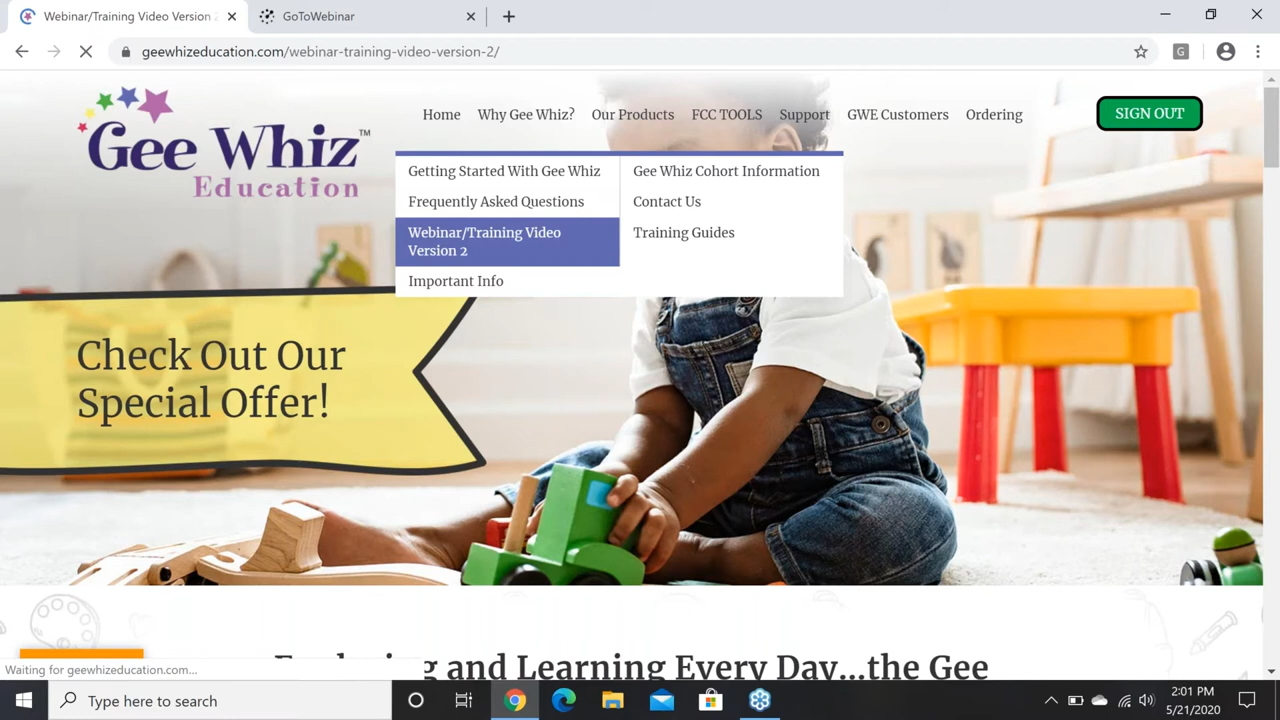 Webinar/Training Video Version 2
GoToWebinar
geewhizeducation.com/webinar-training-video-version-2/
G
Gee Whiz™
Education
Home Why Gee Whiz? Our Products FCC TOOLS Support GWE Customers Ordering
SIGN OUT
Getting Started With Gee Whiz
Frequently Asked Questions
Webinar/Training Video
Version 2
Important Info
Gee Whiz Cohort Information
Contact Us
Training Guides
Check Out Our
Special Offer!
and Learning Every Day...the Gee
Waiting for geewhizeducation.com...
Type here to search
2:01 PM
5/21/2020